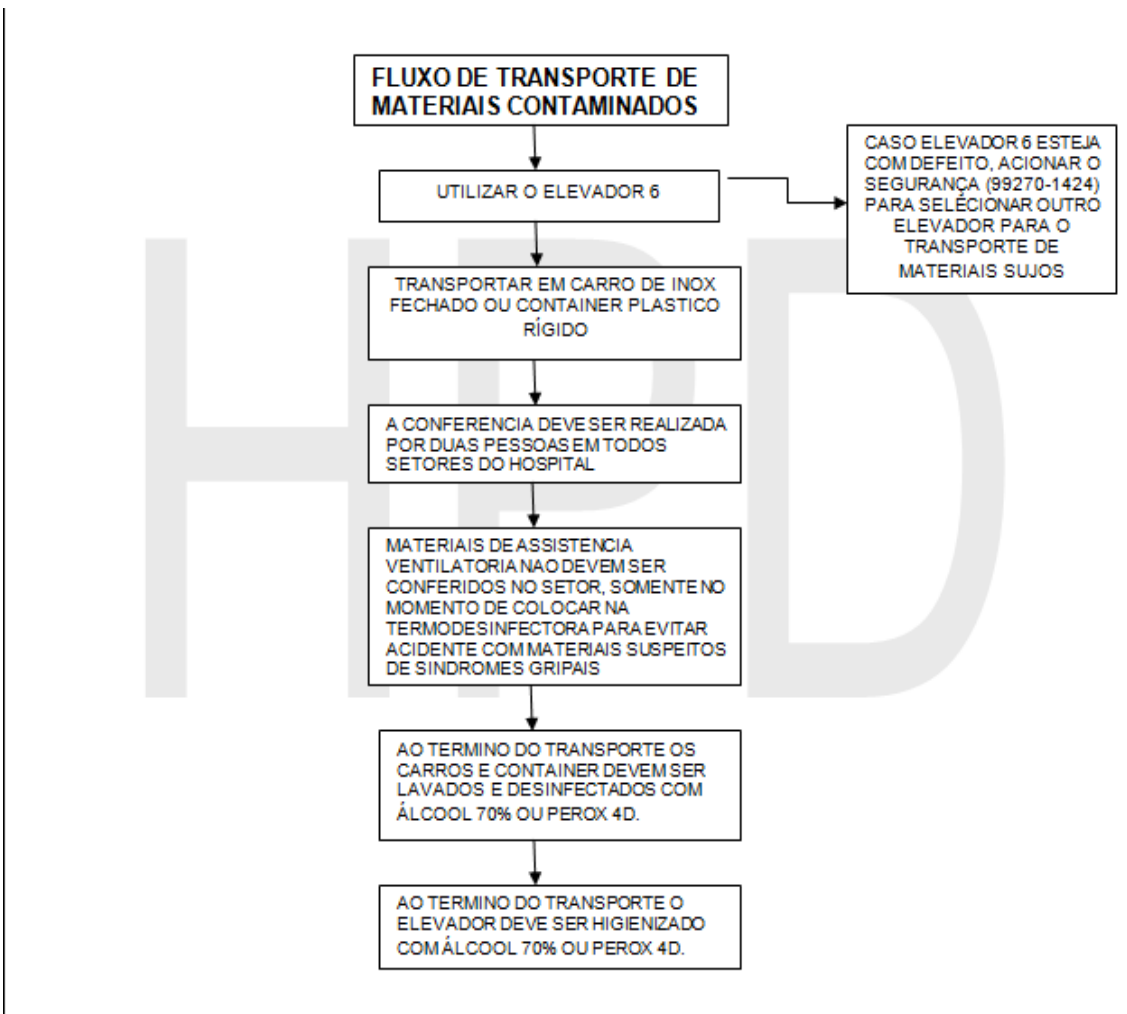 FLUXO DE TRANSPORTE DE
MATERIAIS CONTAMINADOS
UTILIZAR O ELEVADOR 6
CASO ELEVADOR 6 ESTEJA
COM DEFEITO, ACIONAR O
SEGURANÇA (99270-1424)
PARA SELECIONAR OUTRO
ELEVADOR PARA O
TRANSPORTE DE
MATERIAIS SUJOS
TRANSPORTAR EM CARRO DE INOX
FECHADO OU CONTAINER PLASTICO
RÍGIDO
A CONFERENCIA DEVE SER REALIZADA
POR DUAS PESSOAS EM TODOS
SETORES DO HOSPITAL
MATERIAIS DE ASSISTENCIA
VENTILATORIA NAO DEVEM SER
CONFERIDOS NO SETOR, SOMENTE NO
MOMENTO DE COLOCAR NA
TERMODESINFECTORA PARA EVITAR
ACIDENTE COM MATERIAIS SUSPEITOS
DE SINDROMES GRIPAIS
AO TERMINO DO TRANSPORTE OS
CARROS E CONTAINER DEVEM SER
LAVADOS E DESINFECTADOS COM
ÁLCOOL 70% OU PEROX 4D.
AO TERMINO DO TRANSPORTE O
ELEVADOR DEVE SER HIGIENIZADO
COM ÁLCOOL 70% OU PEROX 4D.
HPD